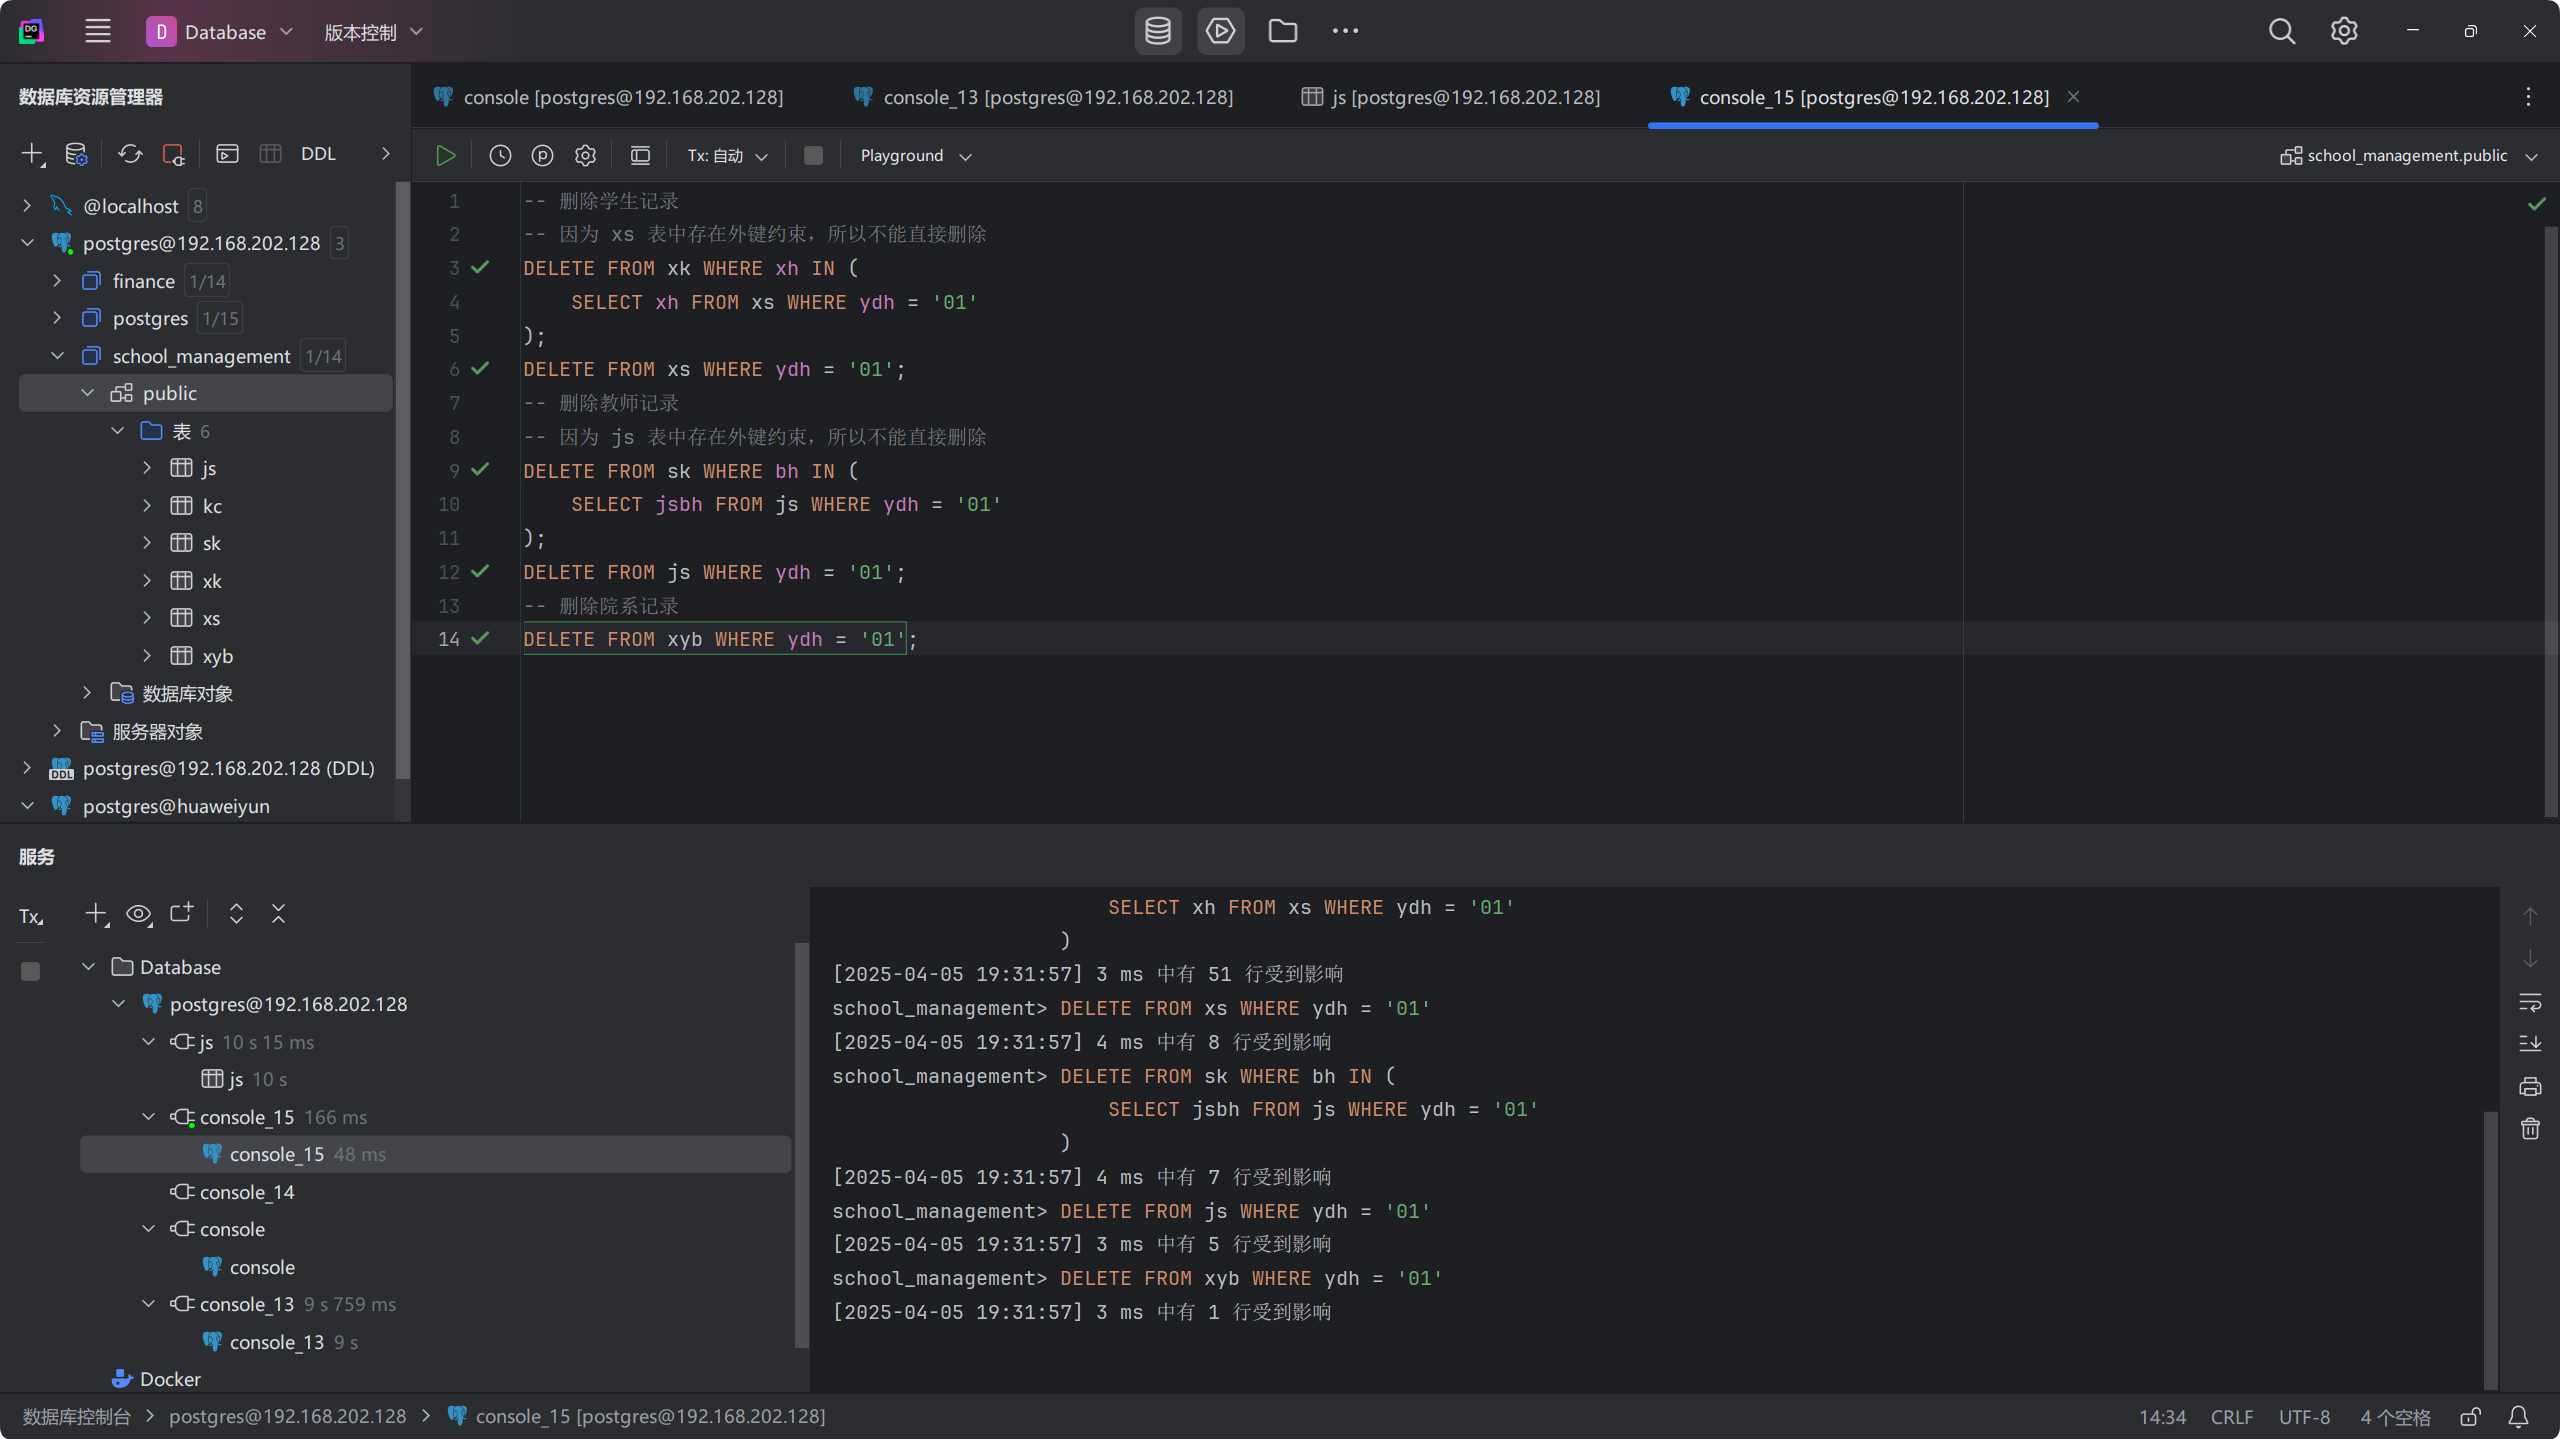 D Database 版本控制
数据库资源管理器
DDL
@localhost 8
postgres@192.168.202.128 3
finance 1/14
postgres 1/15
school_management 1/14
public
表 6
js
kc
sk
xk
xs
xyb
数据库对象
服务器对象
postgres@192.168.202.128 (DDL)
postgres@huaweiyun
console [postgres@192.168.202.128]
console_13 [postgres@192.168.202.128]
js [postgres@192.168.202.128]
console_15 [postgres@192.168.202.128]
Tx: 自动
Playground
school_management.public
1 -- 删除学生记录
2 -- 因为 xs 表中存在外键约束，所以不能直接删除
3 DELETE FROM xk WHERE xh IN (
4 SELECT xh FROM xs WHERE ydh = '01'
5 );
6 DELETE FROM xs WHERE ydh = '01';
7 -- 删除教师记录
8 -- 因为 js 表中存在外键约束，所以不能直接删除
9 DELETE FROM sk WHERE bh IN (
10 SELECT jsbh FROM js WHERE ydh = '01'
11 );
12 DELETE FROM js WHERE ydh = '01';
13 -- 删除院系记录
14 DELETE FROM xyb WHERE ydh = '01';
服务
Tx
Database
postgres@192.168.202.128
js 10 s 15 ms
js 10 s
console_15 166 ms
console_15 48 ms
console_14
console
console
console_13 9 s 759 ms
console_13 9 s
Docker
SELECT xh FROM xs WHERE ydh = '01'
)
[2025-04-05 19:31:57] 3 ms 中有 51 行受到影响
school_management> DELETE FROM xs WHERE ydh = '01'
[2025-04-05 19:31:57] 4 ms 中有 8 行受到影响
school_management> DELETE FROM sk WHERE bh IN (
SELECT jsbh FROM js WHERE ydh = '01'
)
[2025-04-05 19:31:57] 4 ms 中有 7 行受到影响
school_management> DELETE FROM js WHERE ydh = '01'
[2025-04-05 19:31:57] 3 ms 中有 5 行受到影响
school_management> DELETE FROM xyb WHERE ydh = '01'
[2025-04-05 19:31:57] 3 ms 中有 1 行受到影响
数据库控制台 postgres@192.168.202.128 console_15 [postgres@192.168.202.128]
14:34 CRLF UTF-8 4 个空格